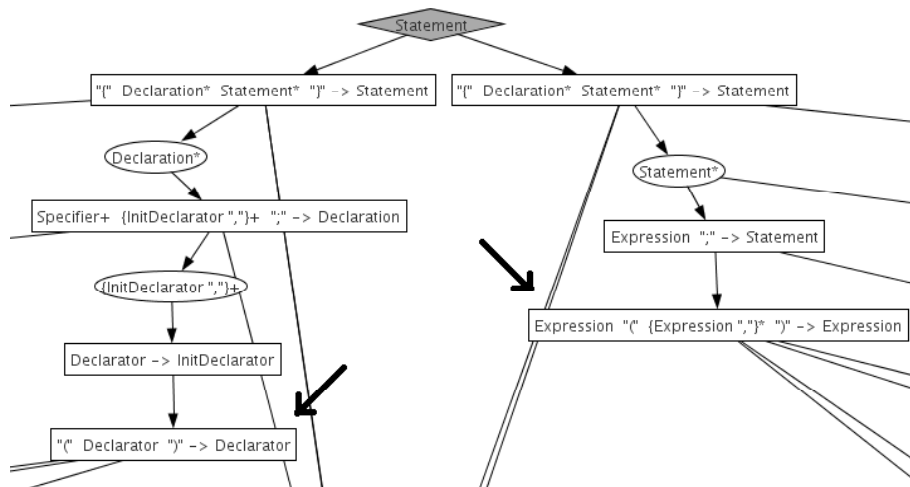 Statement
"{" Declaration* Statement* "}" -> Statement
"{" Declaration* Statement* "}" -> Statement
Declaration*
Statement*
Specifier+ {InitDeclarator ","}+ ";" -> Declaration
Expression ";" -> Statement
{InitDeclarator ","}+
Expression "(" {Expression ","}* ")" -> Expression
Declarator -> InitDeclarator
"(" Declarator ")" -> Declarator